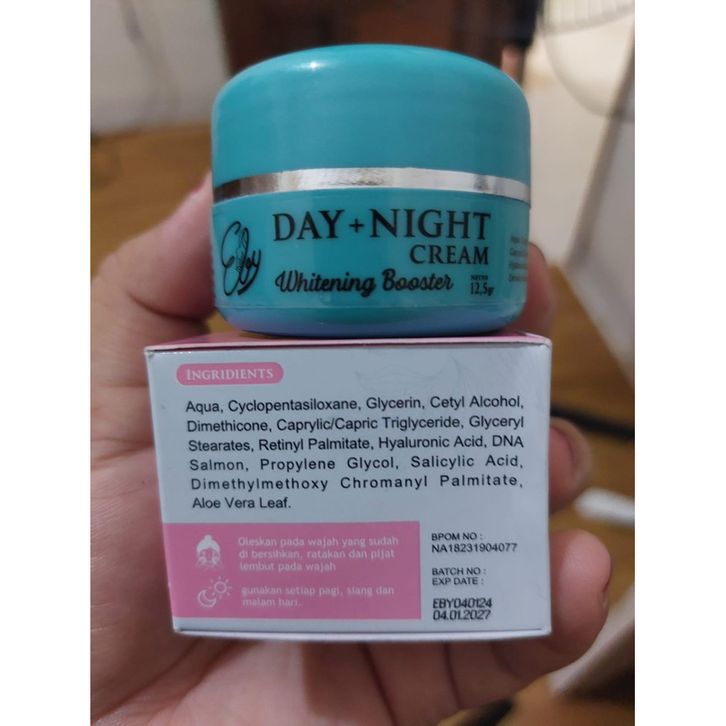 Eby
DAY + NIGHT
CREAM
Whitening Booster
NETTO
12,5gr
INGRIDIENTS
Aqua, Cyclopentasiloxane, Glycerin, Cetyl Alcohol,
Dimethicone, Caprylic/Capric Triglyceride, Glyceryl
Stearates, Retinyl Palmitate, Hyaluronic Acid, DNA
Salmon, Propylene Glycol, Salicylic Acid,
Dimethylmethoxy Chromanyl Palmitate,
Aloe Vera Leaf.
Oleskan pada wajah yang sudah
di bersihkan, ratakan dan pijat
lembut pada wajah
gunakan setiap pagi, siang dan
malam hari.
BPOM NO :
NA18231904077
BATCH NO :
EXP DATE :
EBY040124
04.01.2027